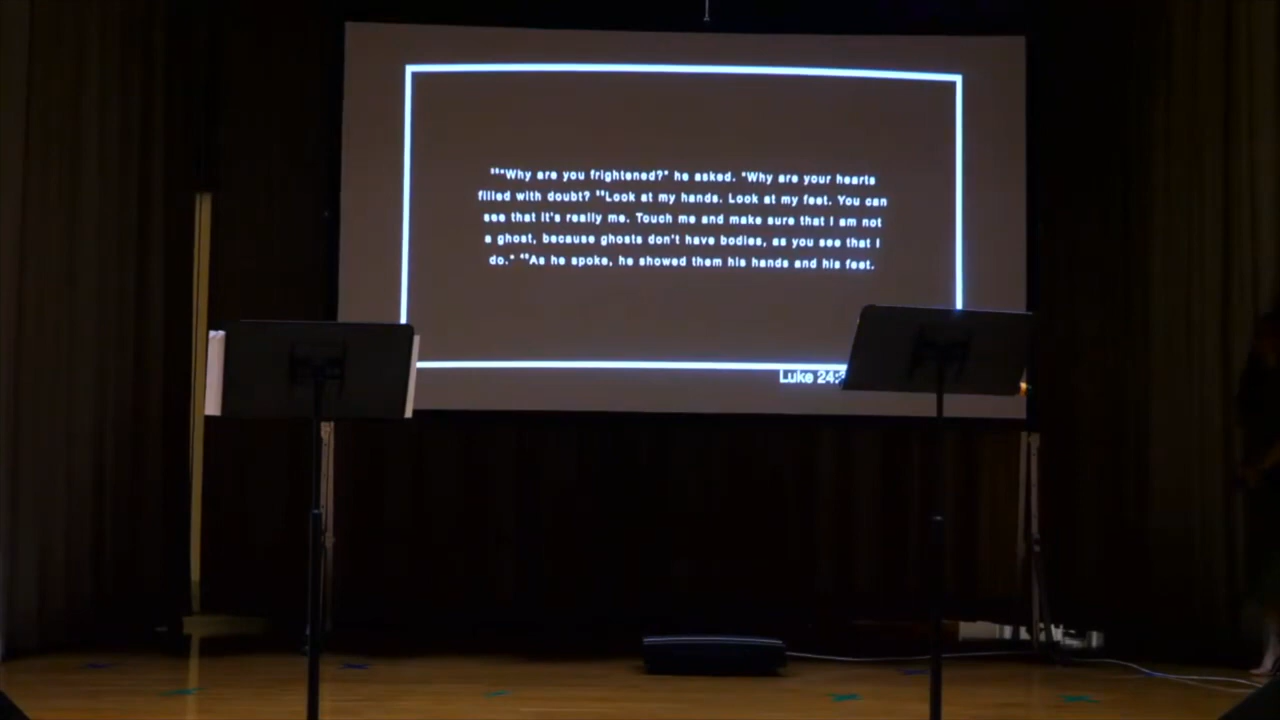 "Why are you frightened?" he asked. "Why are your hearts
filled with doubt? Look at my hands. Look at my feet. You can
see that it's really me. Touch me and make sure that I am not
a ghost, because ghosts don't have bodies, as you see that I
do." As he spoke, he showed them his hands and his feet.
Luke 24: